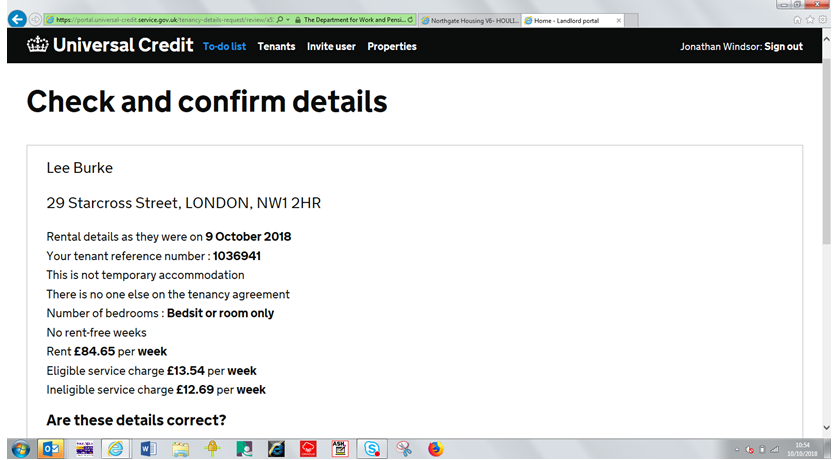 https://portal.universal-credit.service.gov.uk/tenancy-details-request/review/
The Department for Work and Pensi...
Northgate Housing V6- HOULI...
Home - Landlord portal
Universal Credit To-do list Tenants Invite user Properties Jonathan Windsor: Sign out
Check and confirm details
Lee Burke
29 Starcross Street, LONDON, NW1 2HR
Rental details as they were on 9 October 2018
Your tenant reference number : 1036941
This is not temporary accommodation
There is no one else on the tenancy agreement
Number of bedrooms : Bedsit or room only
No rent-free weeks
Rent £84.65 per week
Eligible service charge £13.54 per week
Ineligible service charge £12.69 per week
Are these details correct?
ASH
10:54
10/10/2018